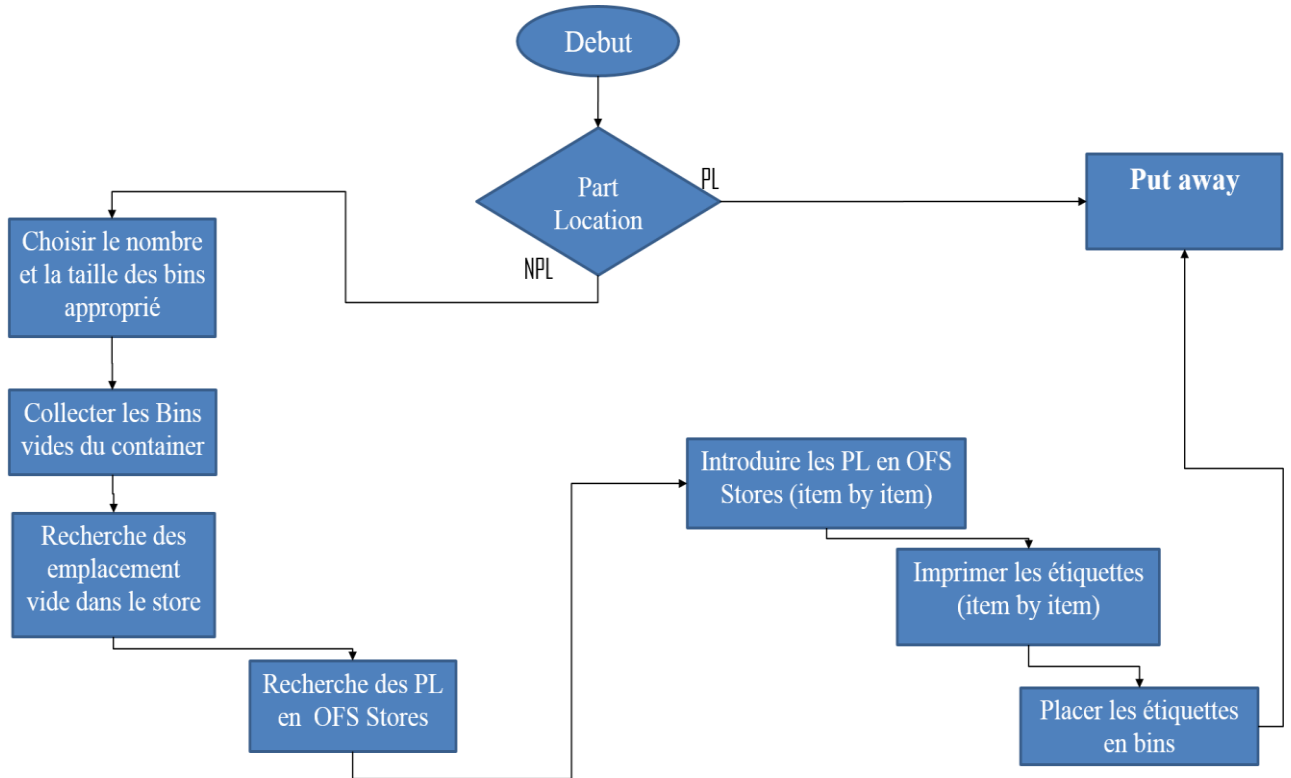 Debut
Part
Location
PL
NPL
Put away
Choisir le nombre
et la taille des bins
approprié
Collecter les Bins
vides du container
Recherche des
emplacement
vide dans le store
Recherche des PL
en OFS Stores
Introduire les PL en OFS
Stores (item by item)
Imprimer les étiquettes
(item by item)
Placer les étiquettes
en bins